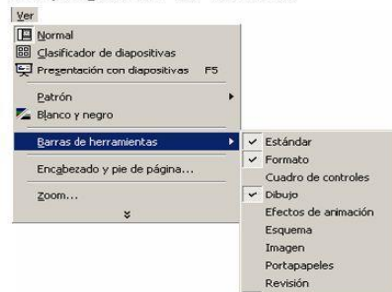 Ver
Normal
Clasificador de diapositivas
Presentación con diapositivas F5
Patrón
Blanco y negro
Barras de herramientas
Encabezado y pie de página...
Zoom...
Estándar
Formato
Cuadro de controles
Dibujo
Efectos de animación
Esquema
Imagen
Portapapeles
Revisión